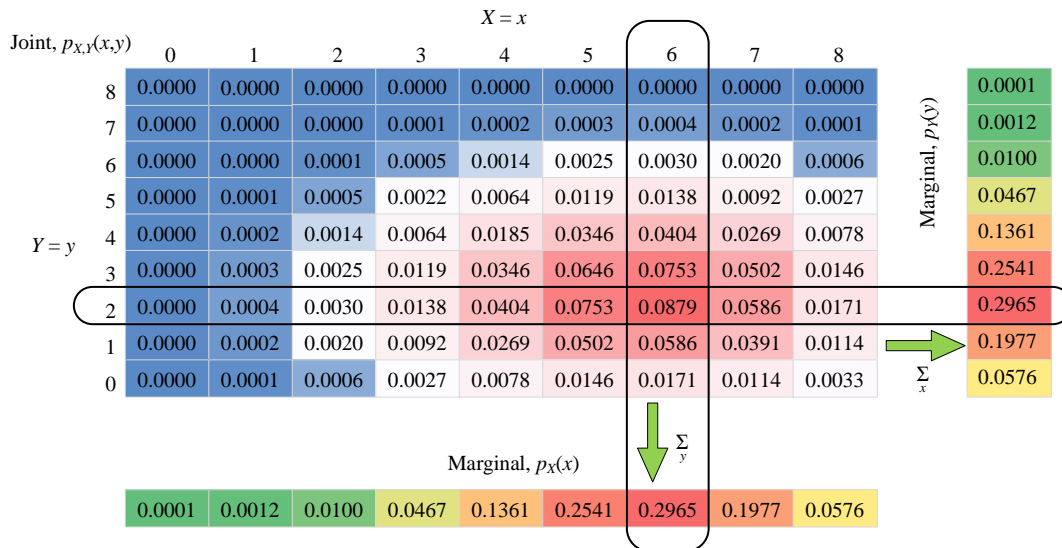 X = x
Joint, pX,Y(x,y)
0 1 2 3 4 5 6 7 8
8 0.0000 0.0000 0.0000 0.0000 0.0000 0.0000 0.0000 0.0000 0.0000 0.0001
7 0.0000 0.0000 0.0000 0.0001 0.0002 0.0003 0.0004 0.0002 0.0001 0.0012
6 0.0000 0.0000 0.0001 0.0005 0.0014 0.0025 0.0030 0.0020 0.0006 0.0100
5 0.0000 0.0001 0.0005 0.0022 0.0064 0.0119 0.0138 0.0092 0.0027 0.0467
Marginal, pY(y)
Y = y
4 0.0000 0.0002 0.0014 0.0064 0.0185 0.0346 0.0404 0.0269 0.0078 0.1361
3 0.0000 0.0003 0.0025 0.0119 0.0346 0.0646 0.0753 0.0502 0.0146 0.2541
2 0.0000 0.0004 0.0030 0.0138 0.0404 0.0753 0.0879 0.0586 0.0171 0.2965
1 0.0000 0.0002 0.0020 0.0092 0.0269 0.0502 0.0586 0.0391 0.0114 0.1977
0 0.0000 0.0001 0.0006 0.0027 0.0078 0.0146 0.0171 0.0114 0.0033 0.0576
Σ
x
Σ
y
Marginal, pX(x)
0.0001 0.0012 0.0100 0.0467 0.1361 0.2541 0.2965 0.1977 0.0576